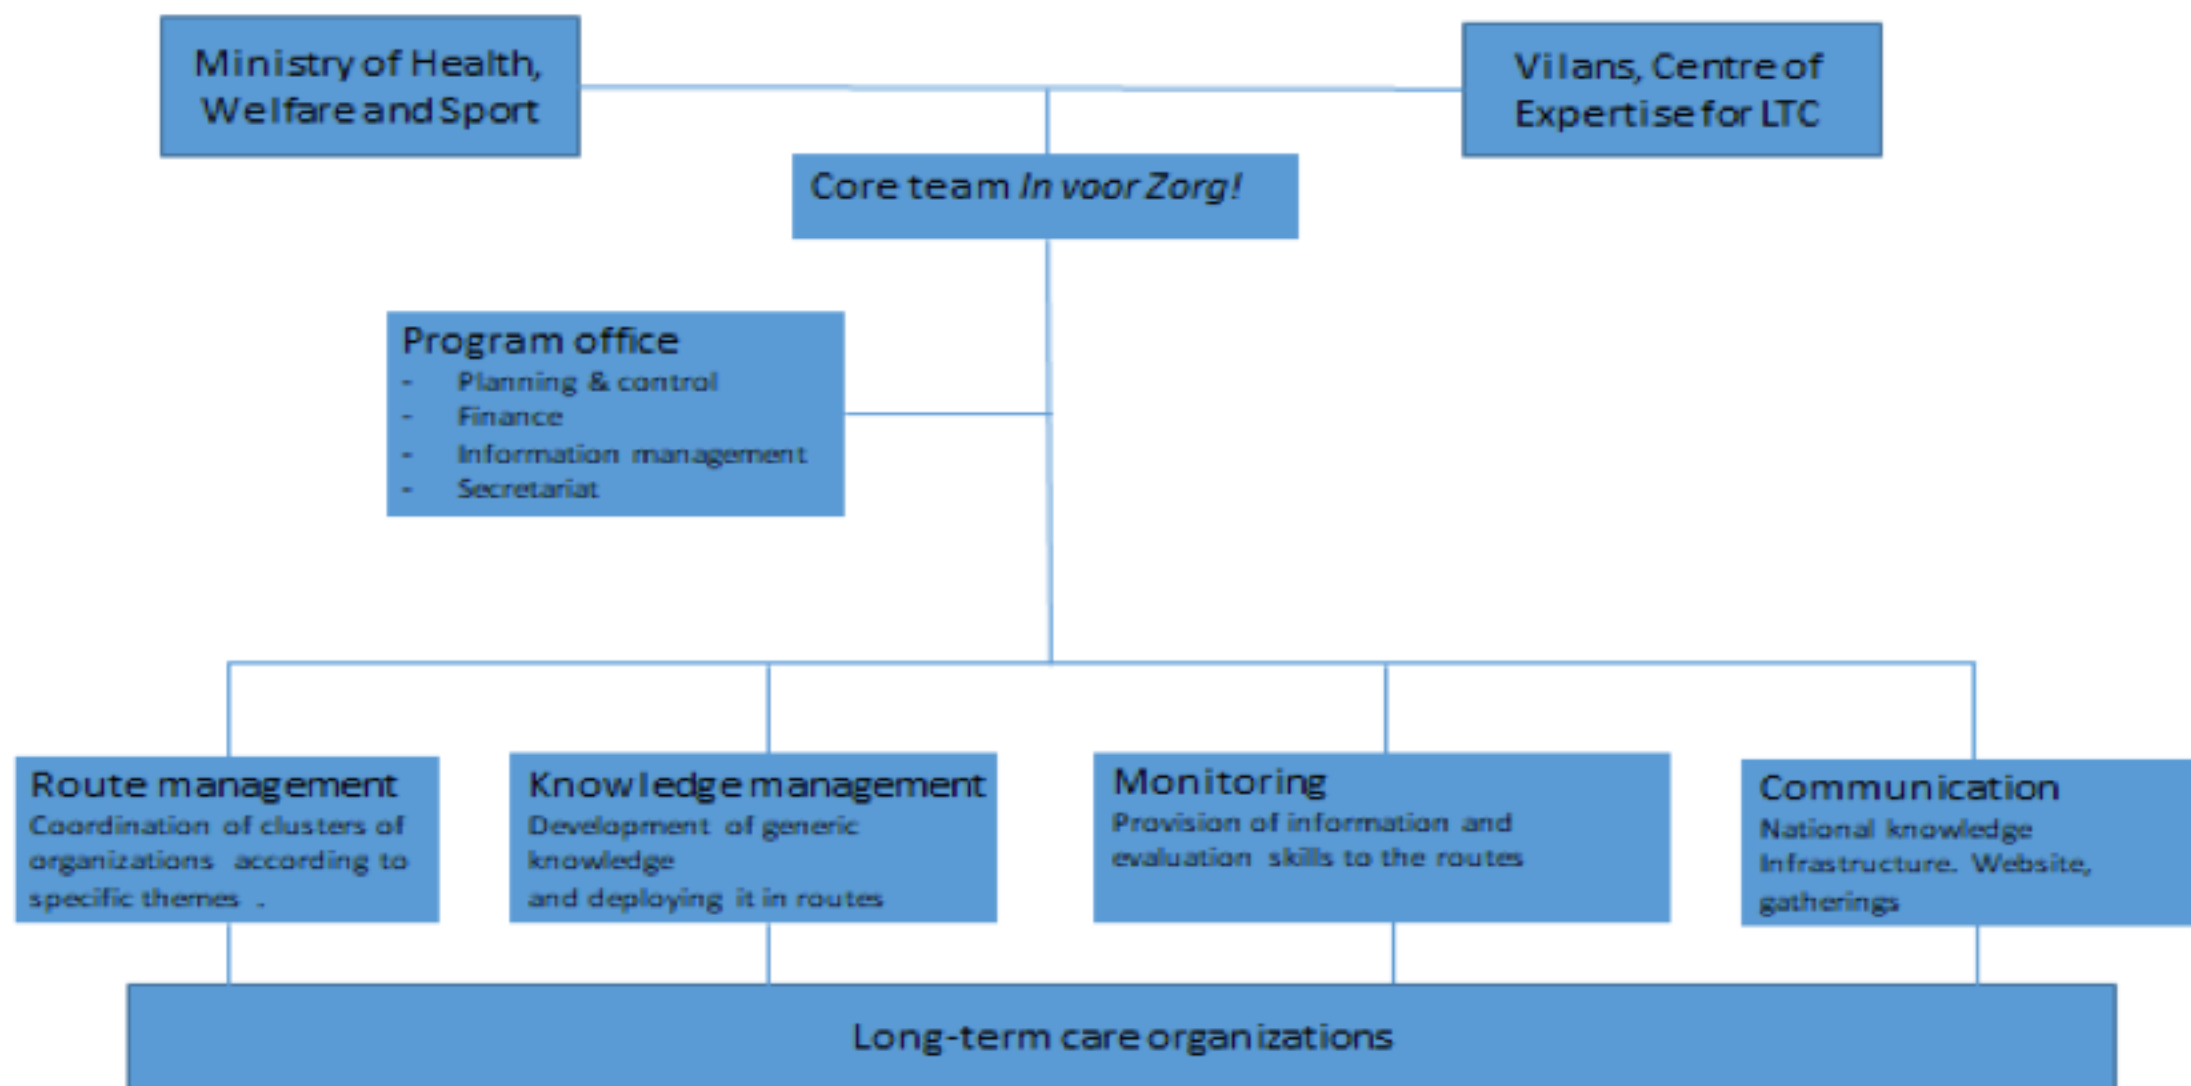 Ministry of Health,
Welfare and Sport
Vilans, Centre of
Expertise for LTC
Core team In voor Zorg!
Program office
- Planning & control
- Finance
- Information management
- Secretariat
Route management
Coordination of clusters of
organizations according to
specific themes .
Knowledge management
Development of generic
knowledge
and deploying it in routes
Monitoring
Provision of information and
evaluation skills to the routes
Communication
National knowledge
Infrastructure. Website,
gatherings
Long-term care organizations